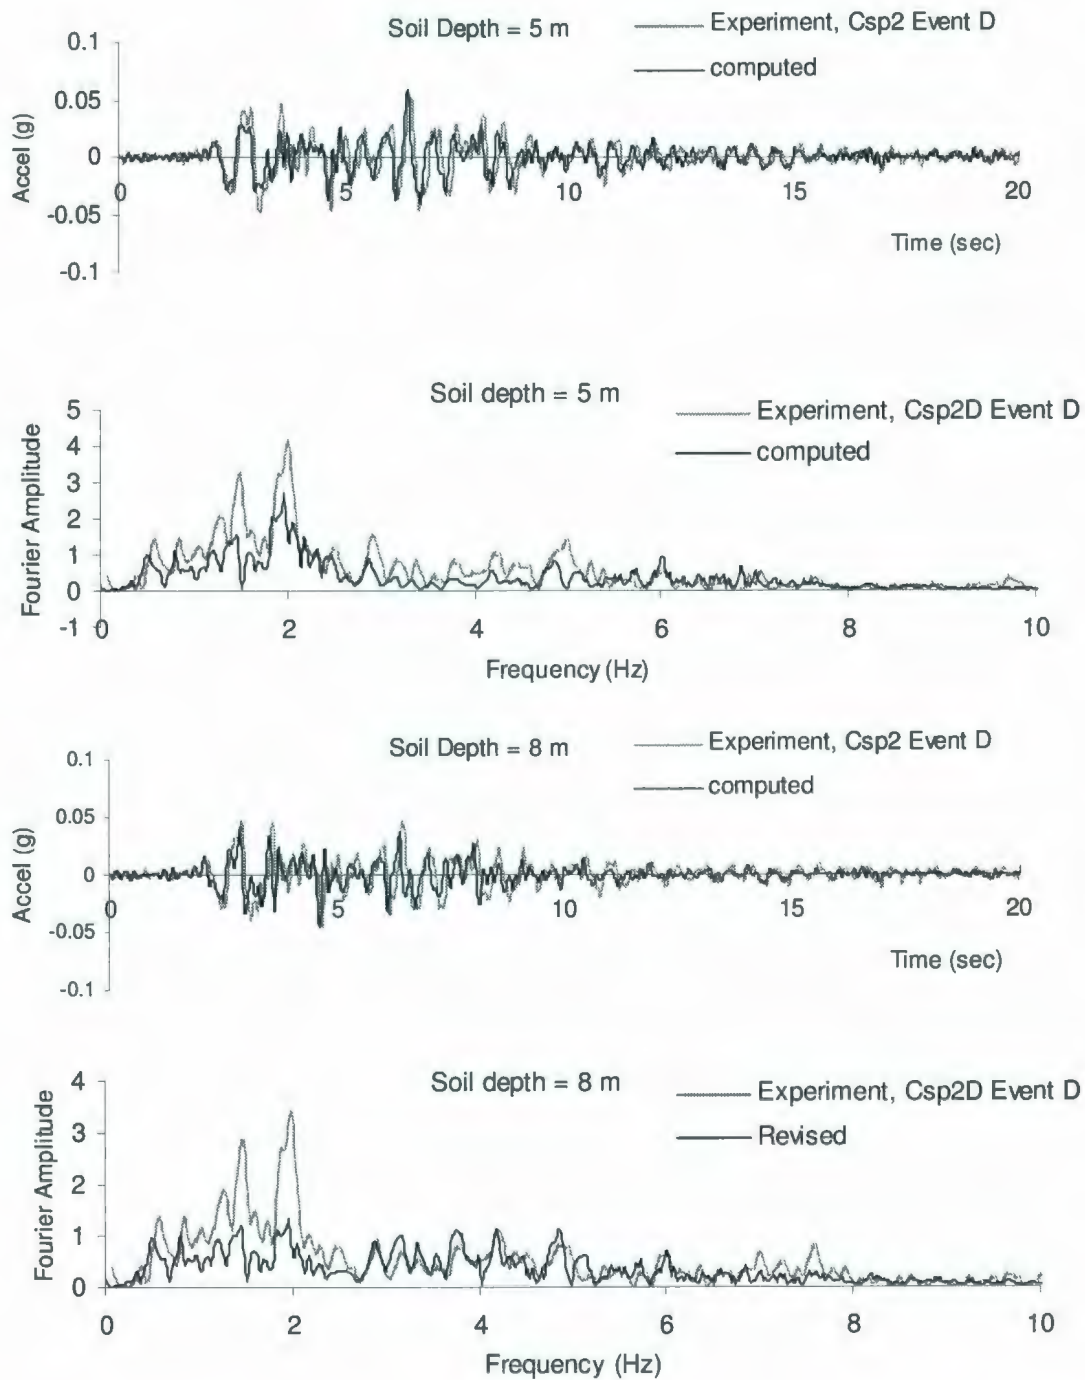 Soil Depth = 5 m
Experiment, Csp2 Event D
computed
0.1
0.05
0
-0.05
-0.1
Accel (g)
0 5 10 15 20
Time (sec)
Soil depth = 5 m
Experiment, Csp2D Event D
computed
5
4
3
2
1
0
-1
Fourier Amplitude
0 2 4 6 8 10
Frequency (Hz)
Soil Depth = 8 m
Experiment, Csp2 Event D
computed
0.1
0.05
0
-0.05
-0.1
Accel (g)
0 5 10 15 20
Time (sec)
Soil depth = 8 m
Experiment, Csp2D Event D
Revised
4
3
2
1
0
Fourier Amplitude
0 2 4 6 8 10
Frequency (Hz)